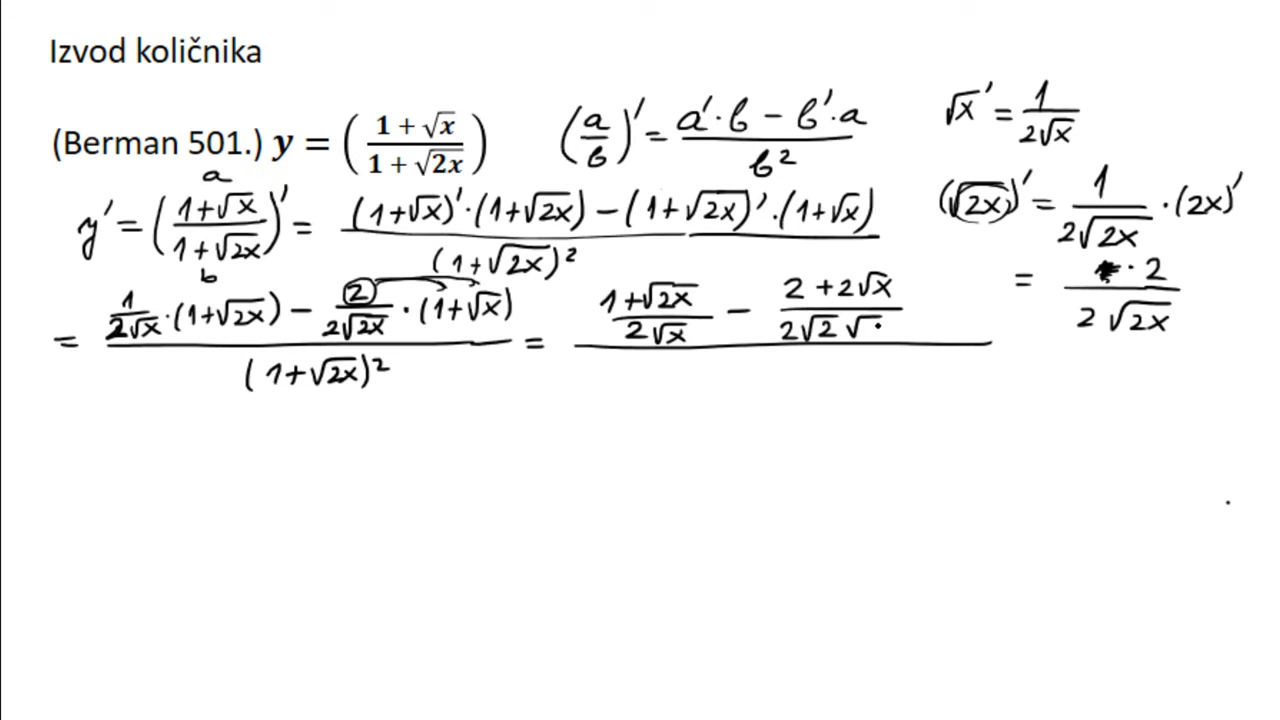 Izvod količnika
(Berman 501.) y = ( (1 + √x) / (1 + √2x) )
(a/b)' = (a'·b − b'·a) / b²
√x' = 1 / (2√x)
a
y' = ( (1+√x) / (1+√2x) )' = ( (1+√x)'·(1+√2x) − (1+√2x)'·(1+√x) ) / (1+√2x)²
b
(√2x)' = 1 / (2√2x) · (2x)'
= · 2 / (2√2x)
= ( 1/(2√x)·(1+√2x) − 2/(2√2x)·(1+√x) ) / (1+√2x)² = (1+√2x)/(2√x) − (2+2√x)/(2√2√